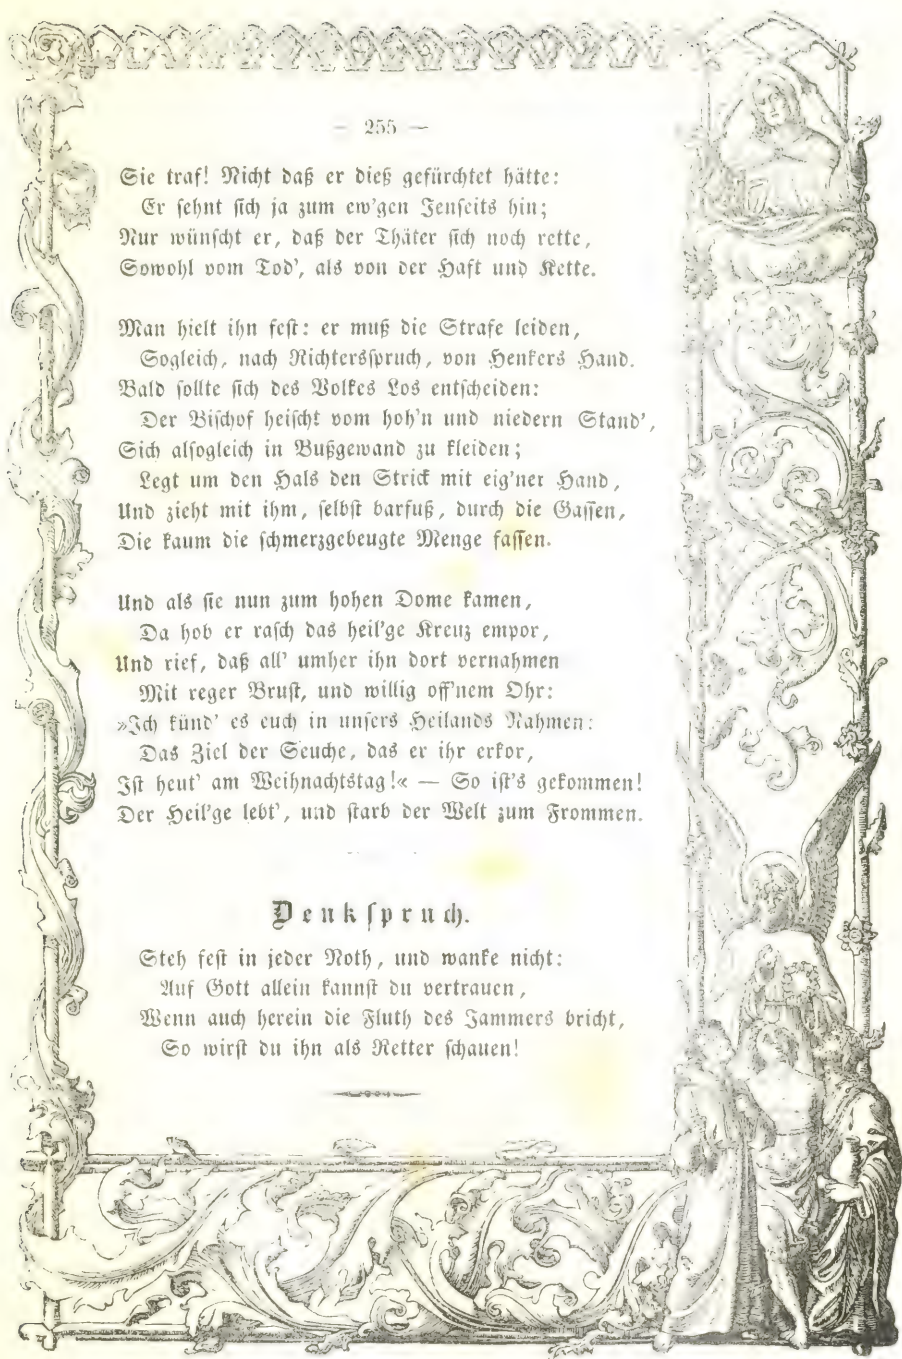 — 255 —
Sie traf! Nicht daß er dieß gefürchtet hätte:
Er sehnt sich ja zum ew'gen Jenseits hin;
Nur wünscht er, daß der Thäter sich noch rette,
Sowohl vom Tod', als von der Haft und Kette.

Man hielt ihn fest: er muß die Strafe leiden,
Sogleich, nach Richtersspruch, von Henkers Hand.
Bald sollte sich des Volkes Los entscheiden:
Der Bischof heischt vom hoh'n und niedern Stand',
Sich alsogleich in Bußgewand zu kleiden;
Legt um den Hals den Strick mit eig'ner Hand,
Und zieht mit ihm, selbst barfuß, durch die Gassen,
Die kaum die schmerzgebeugte Menge fassen.

Und als sie nun zum hohen Dome kamen,
Da hob er rasch das heil'ge Kreuz empor,
Und rief, daß all' umher ihn dort vernahmen
Mit reger Brust, und willig off'nem Ohr:
»Ich künd' es euch in unsers Heilands Nahmen:
Das Ziel der Seuche, das er ihr erkor,
Ist heut' am Weihnachtstag!« — So ist's gekommen!
Der Heil'ge lebt', und starb der Welt zum Frommen.

Denkspruch.
Steh fest in jeder Noth, und wanke nicht:
Auf Gott allein kannst du vertrauen,
Wenn auch herein die Fluth des Jammers bricht,
So wirst du ihn als Retter schauen!